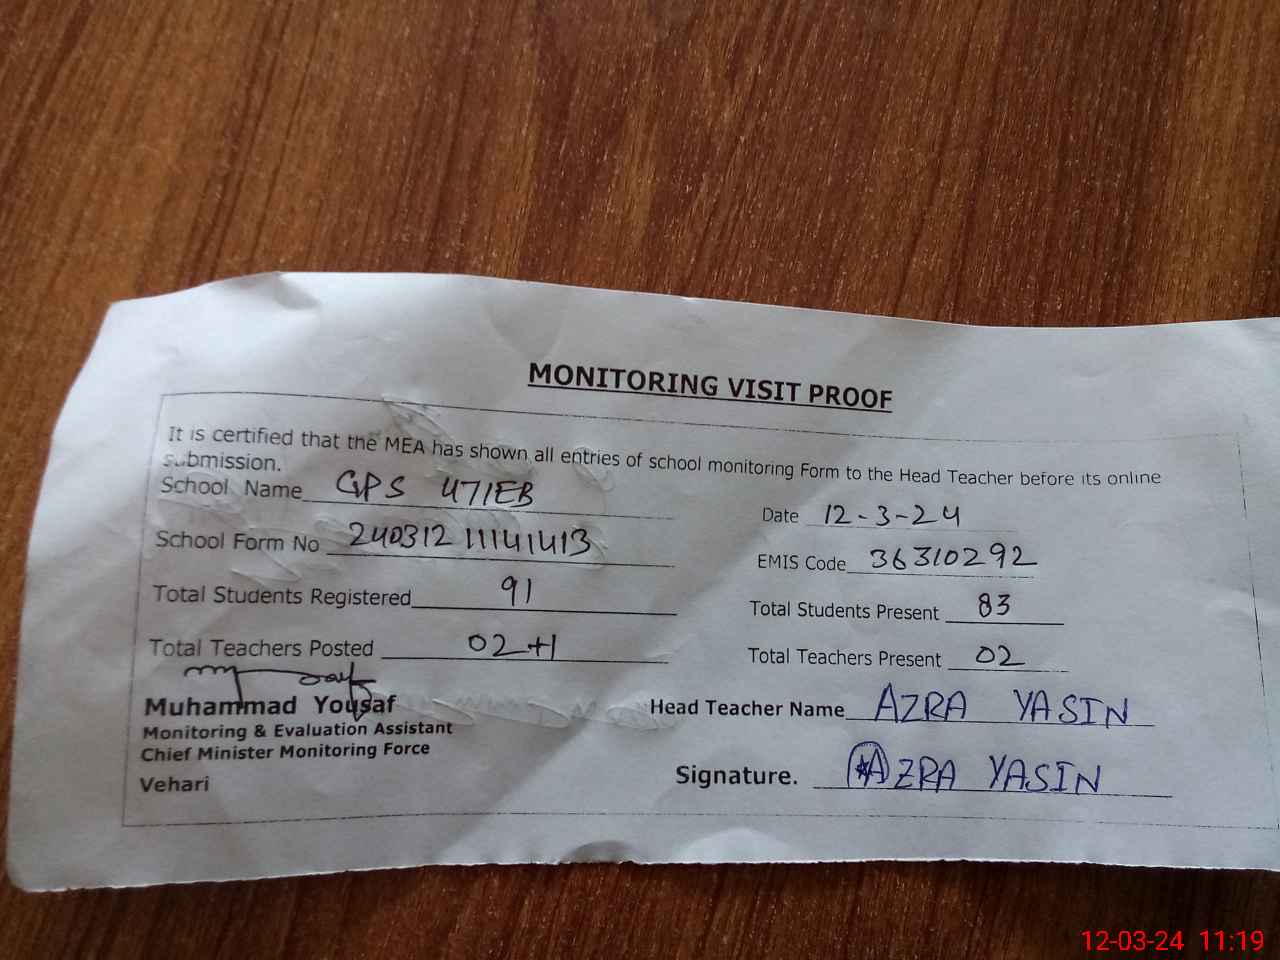 MONITORING VISIT PROOF
It is certified that the MEA has shown all entries of school monitoring Form to the Head Teacher before its online
submission.
School Name GPS 471EB
Date 12-3-24
School Form No 240312 11141413
EMIS Code 36310292
Total Students Registered 91
Total Students Present 83
Total Teachers Posted 02+1
Total Teachers Present 02
Muhammad Yousaf
Monitoring & Evaluation Assistant
Chief Minister Monitoring Force
Vehari
Head Teacher Name AZRA YASIN
Signature. AZRA YASIN
12-03-24 11:19